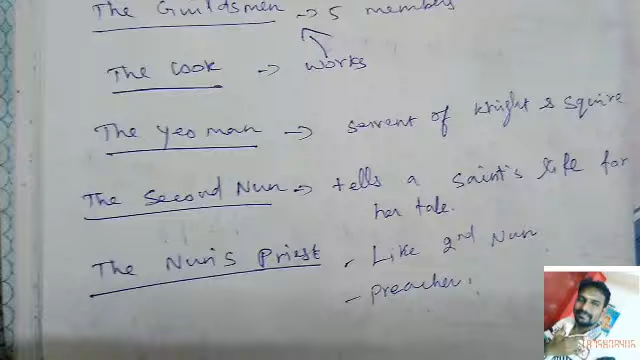 The Guildsmen -> 5 members
The Cook -> works
The Yeoman -> servent of Knight & squire
The Second Nun -> tells a saint's life for
her tale.
The Nun's Priest - Like 2nd Nun
- Preacher.